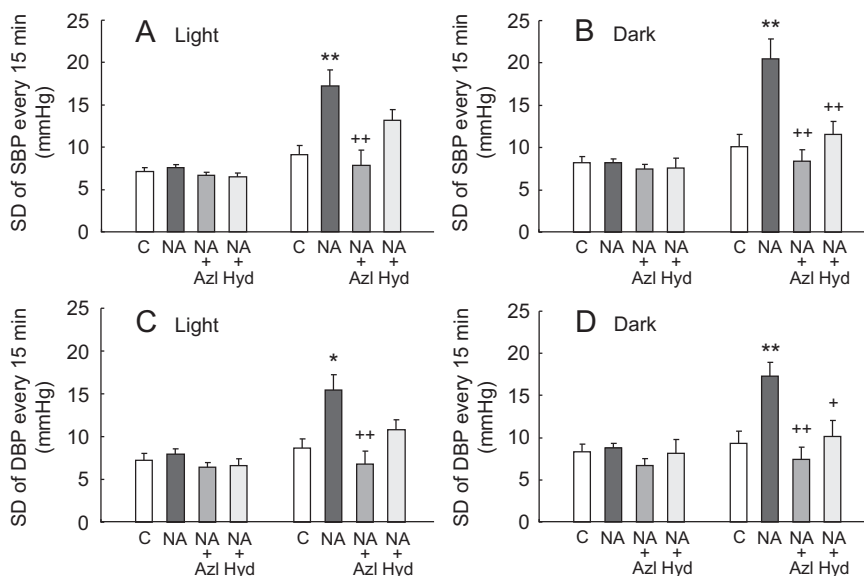 A Light
SD of SBP every 15 min
(mmHg)
25
20
15
10
5
0
**
++
C NA NA NA C NA NA NA
+ + + +
Azl Hyd Azl Hyd
B Dark
SD of SBP every 15 min
(mmHg)
25
20
15
10
5
0
**
++
++
C NA NA NA C NA NA NA
+ + + +
Azl Hyd Azl Hyd
C Light
SD of DBP every 15 min
(mmHg)
25
20
15
10
5
0
*
++
C NA NA NA C NA NA NA
+ + + +
Azl Hyd Azl Hyd
D Dark
SD of DBP every 15 min
(mmHg)
25
20
15
10
5
0
**
++
+
C NA NA NA C NA NA NA
+ + + +
Azl Hyd Azl Hyd